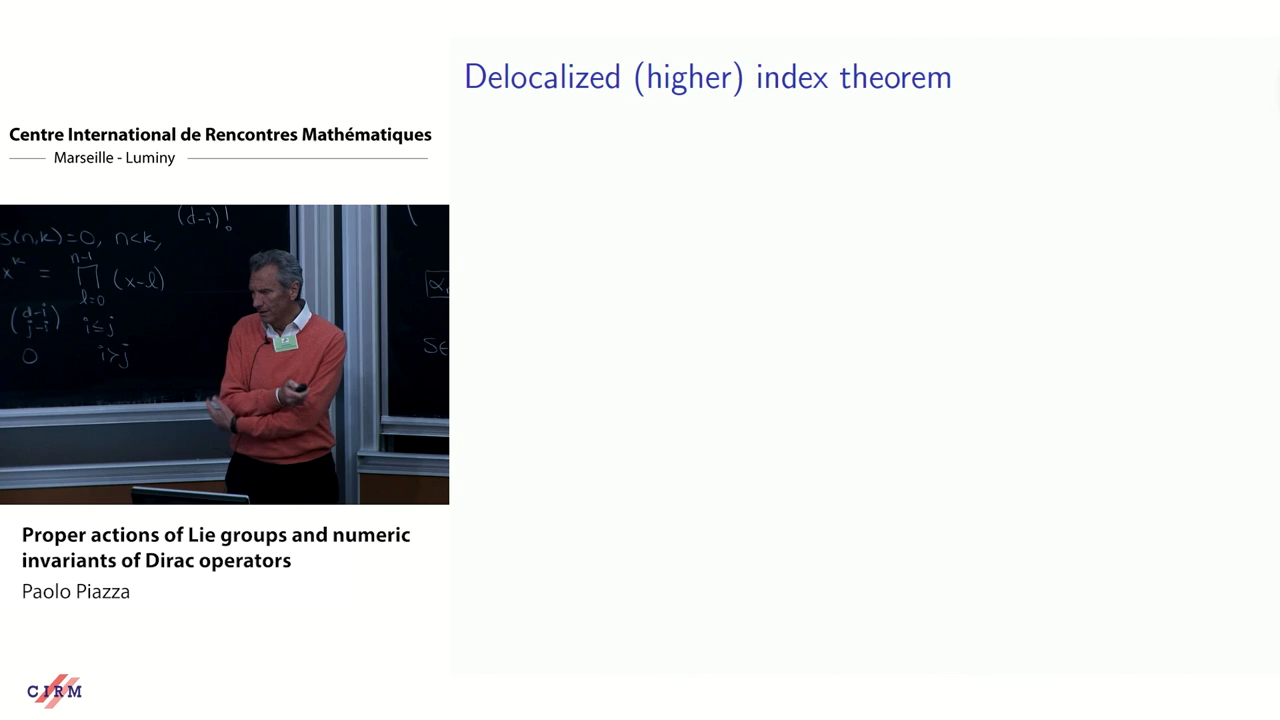 Delocalized (higher) index theorem
Centre International de Rencontres Mathématiques
Marseille - Luminy
(d-i)!
s(n,k)=0, n<k,
x^k = ∏ (x-l)
n-1
l=0
(d-i
j-i) i≤j
0 i>j
Proper actions of Lie groups and numeric
invariants of Dirac operators
Paolo Piazza
CIRM